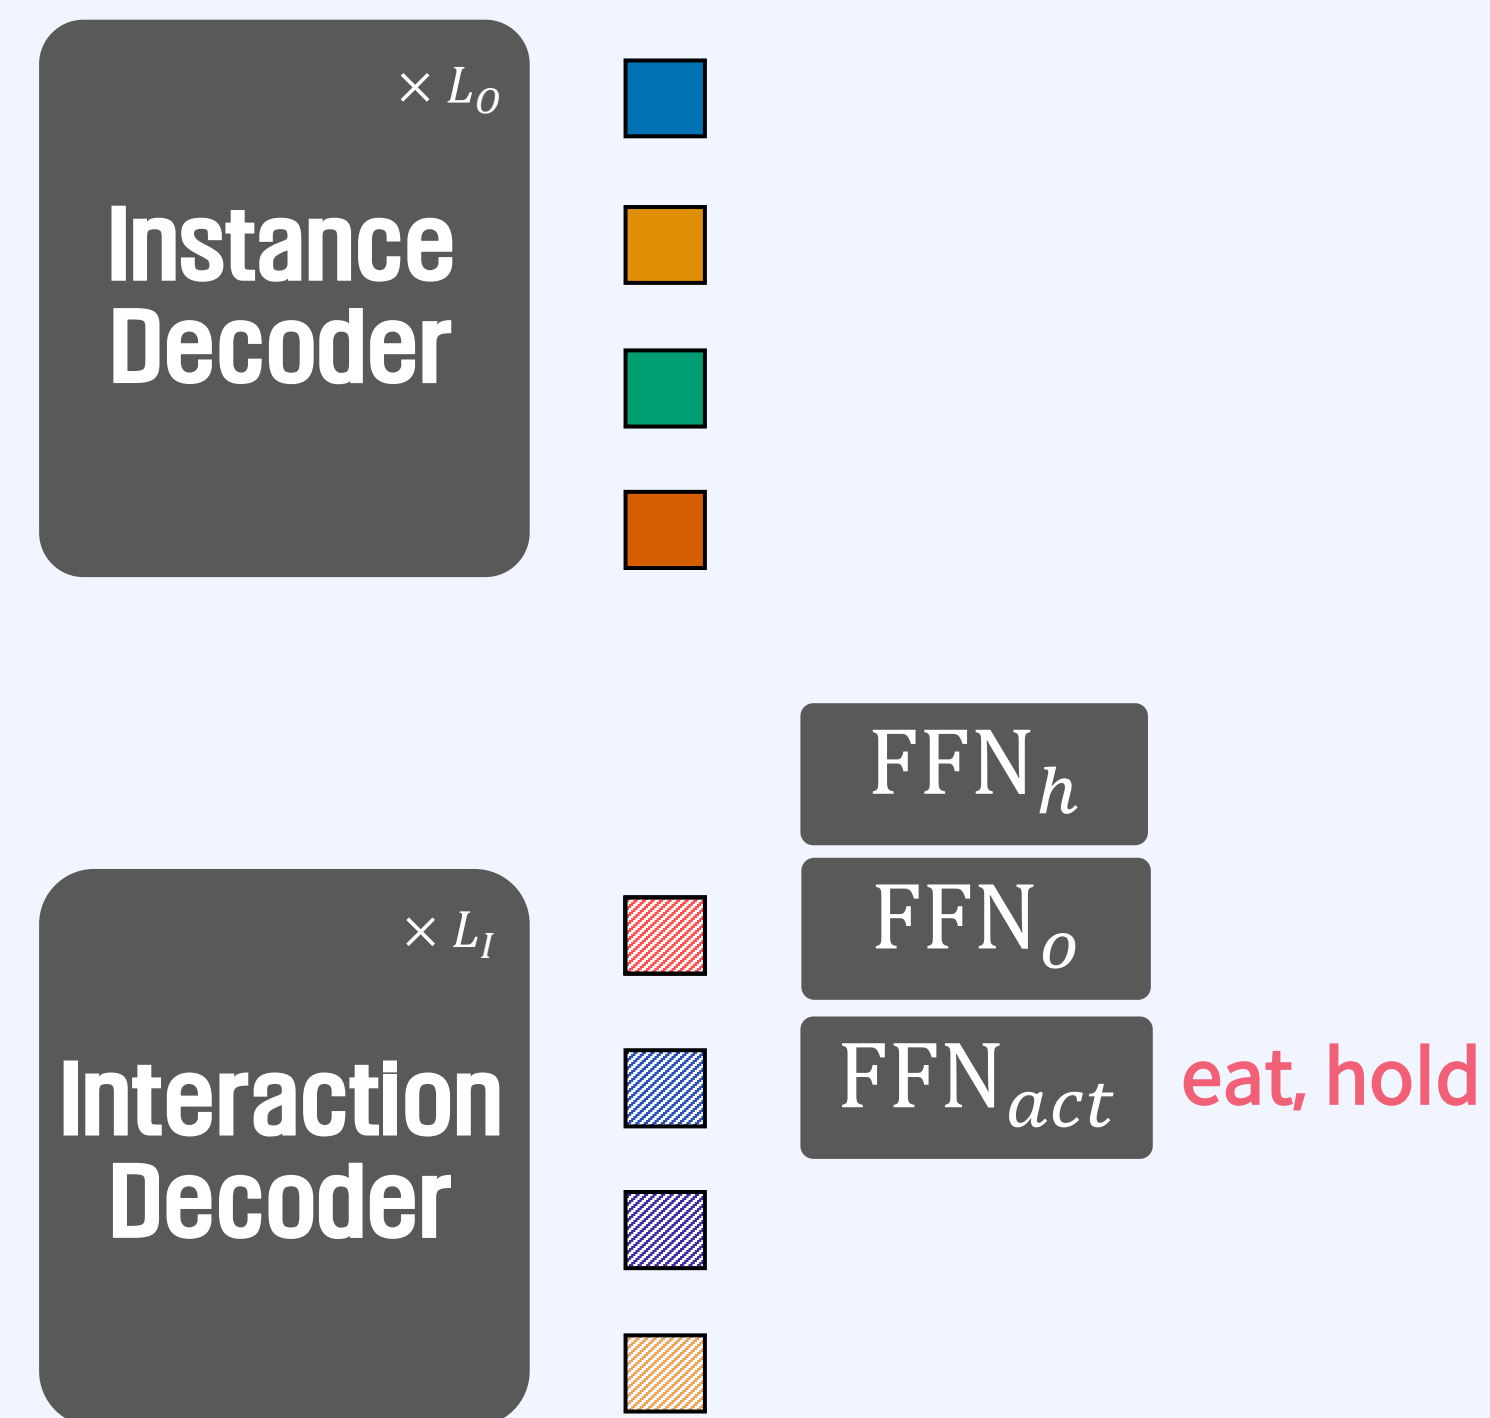 × L_O
Instance
Decoder
FFN_h
FFN_o
FFN_act
eat, hold
× L_I
Interaction
Decoder